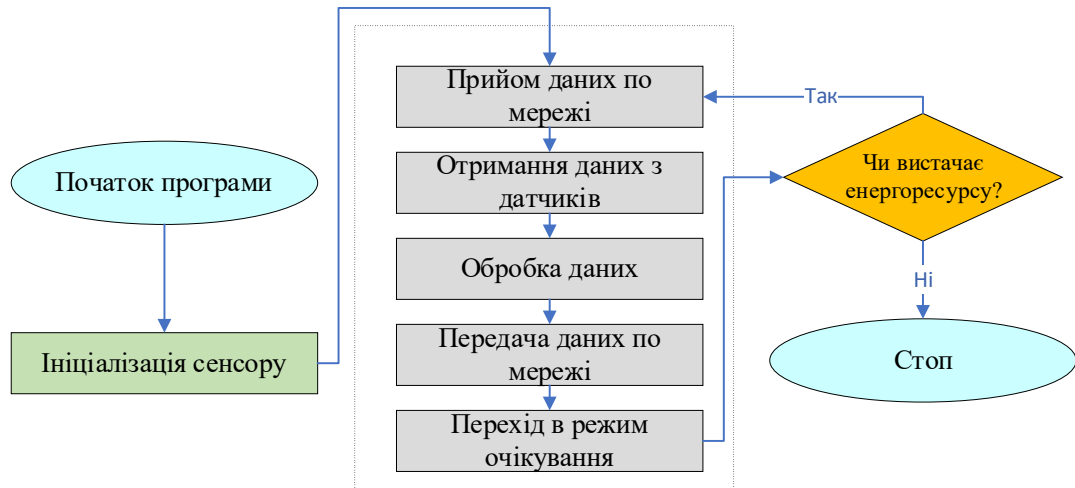 Початок програми
Ініціалізація сенсору
Прийом даних по
мережі
Отримання даних з
датчиків
Обробка даних
Передача даних по
мережі
Перехід в режим
очікування
Так
Чи вистачає
енергоресурсу?
Ні
Стоп